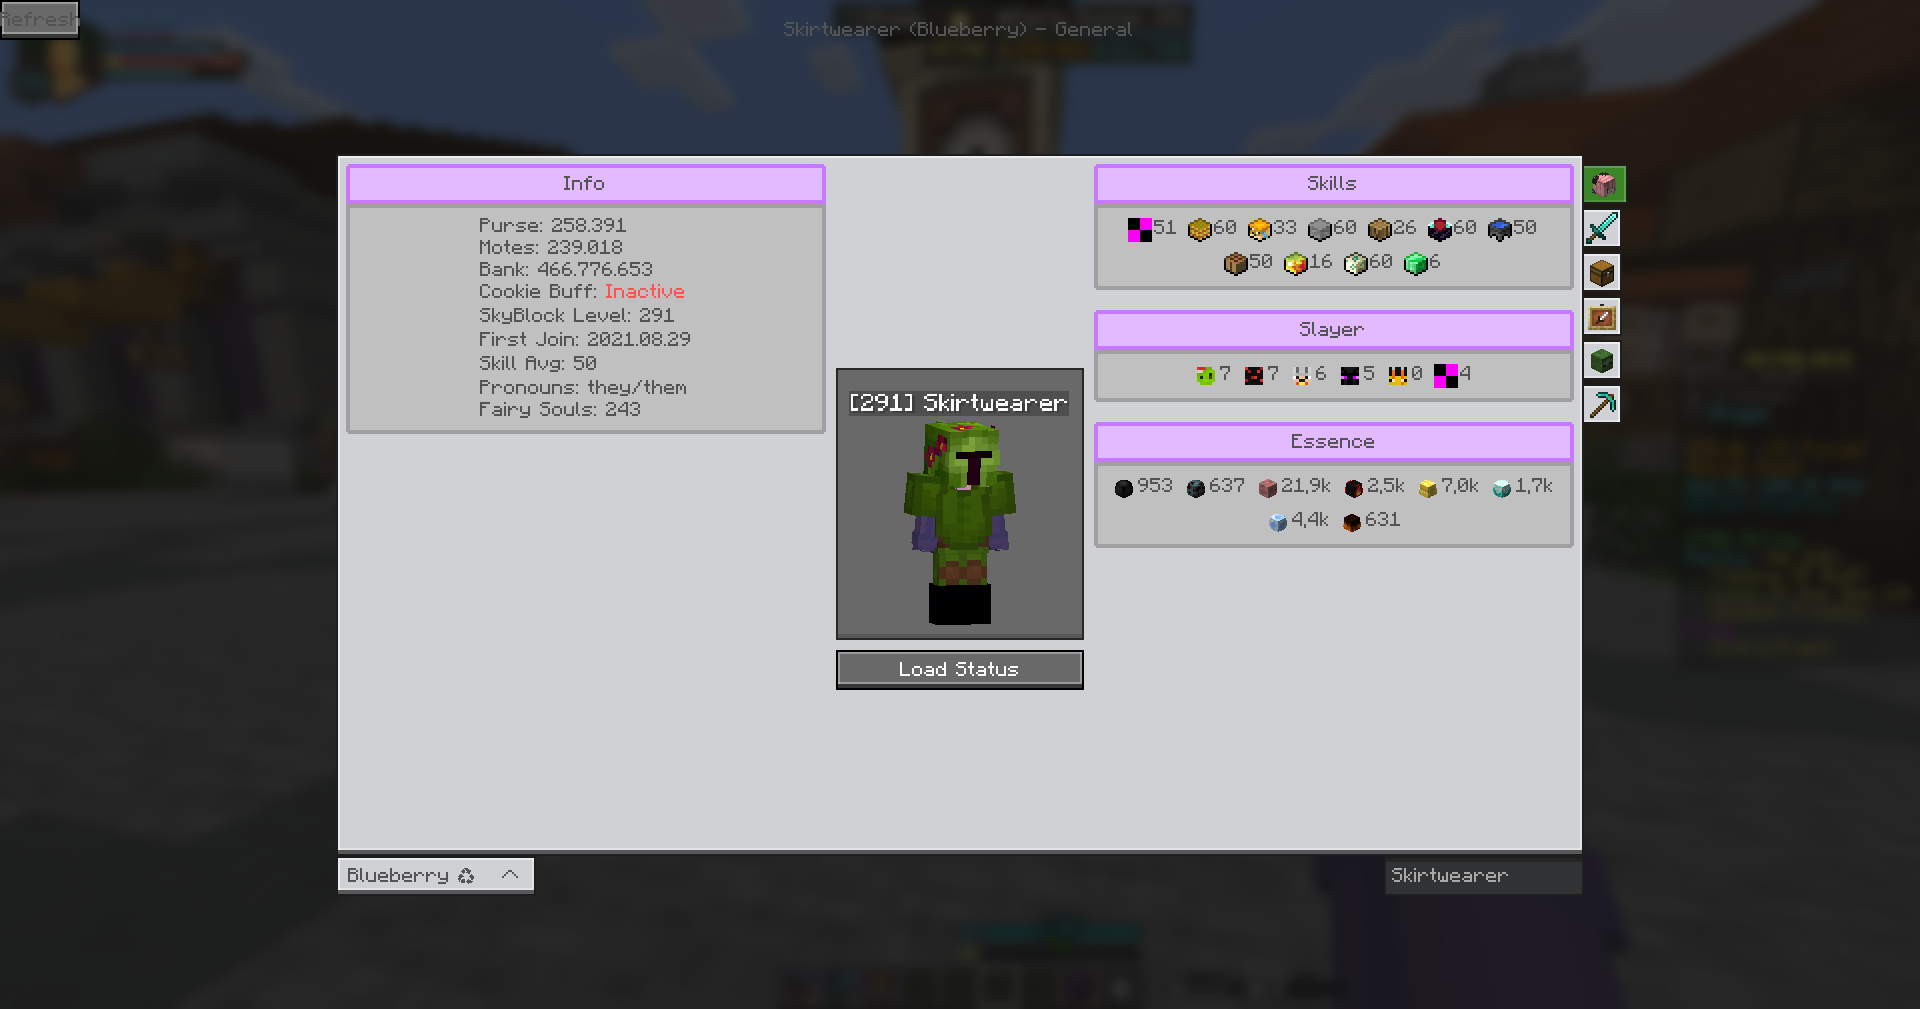 Refresh
Skirtwearer (Blueberry) - General
Info
Purse: 258.391
Motes: 239.018
Bank: 466.776.653
Cookie Buff: Inactive
SkyBlock Level: 291
First Join: 2021.08.29
Skill Avg: 50
Pronouns: they/them
Fairy Souls: 243
[291] Skirtwearer
Load Status
Skills
51 60 33 60 26 60 50
50 16 60 6
Slayer
7 7 6 5 0 4
Essence
953 637 21,9k 2,5k 7,0k 1,7k
4,4k 631
Blueberry ♲
Skirtwearer